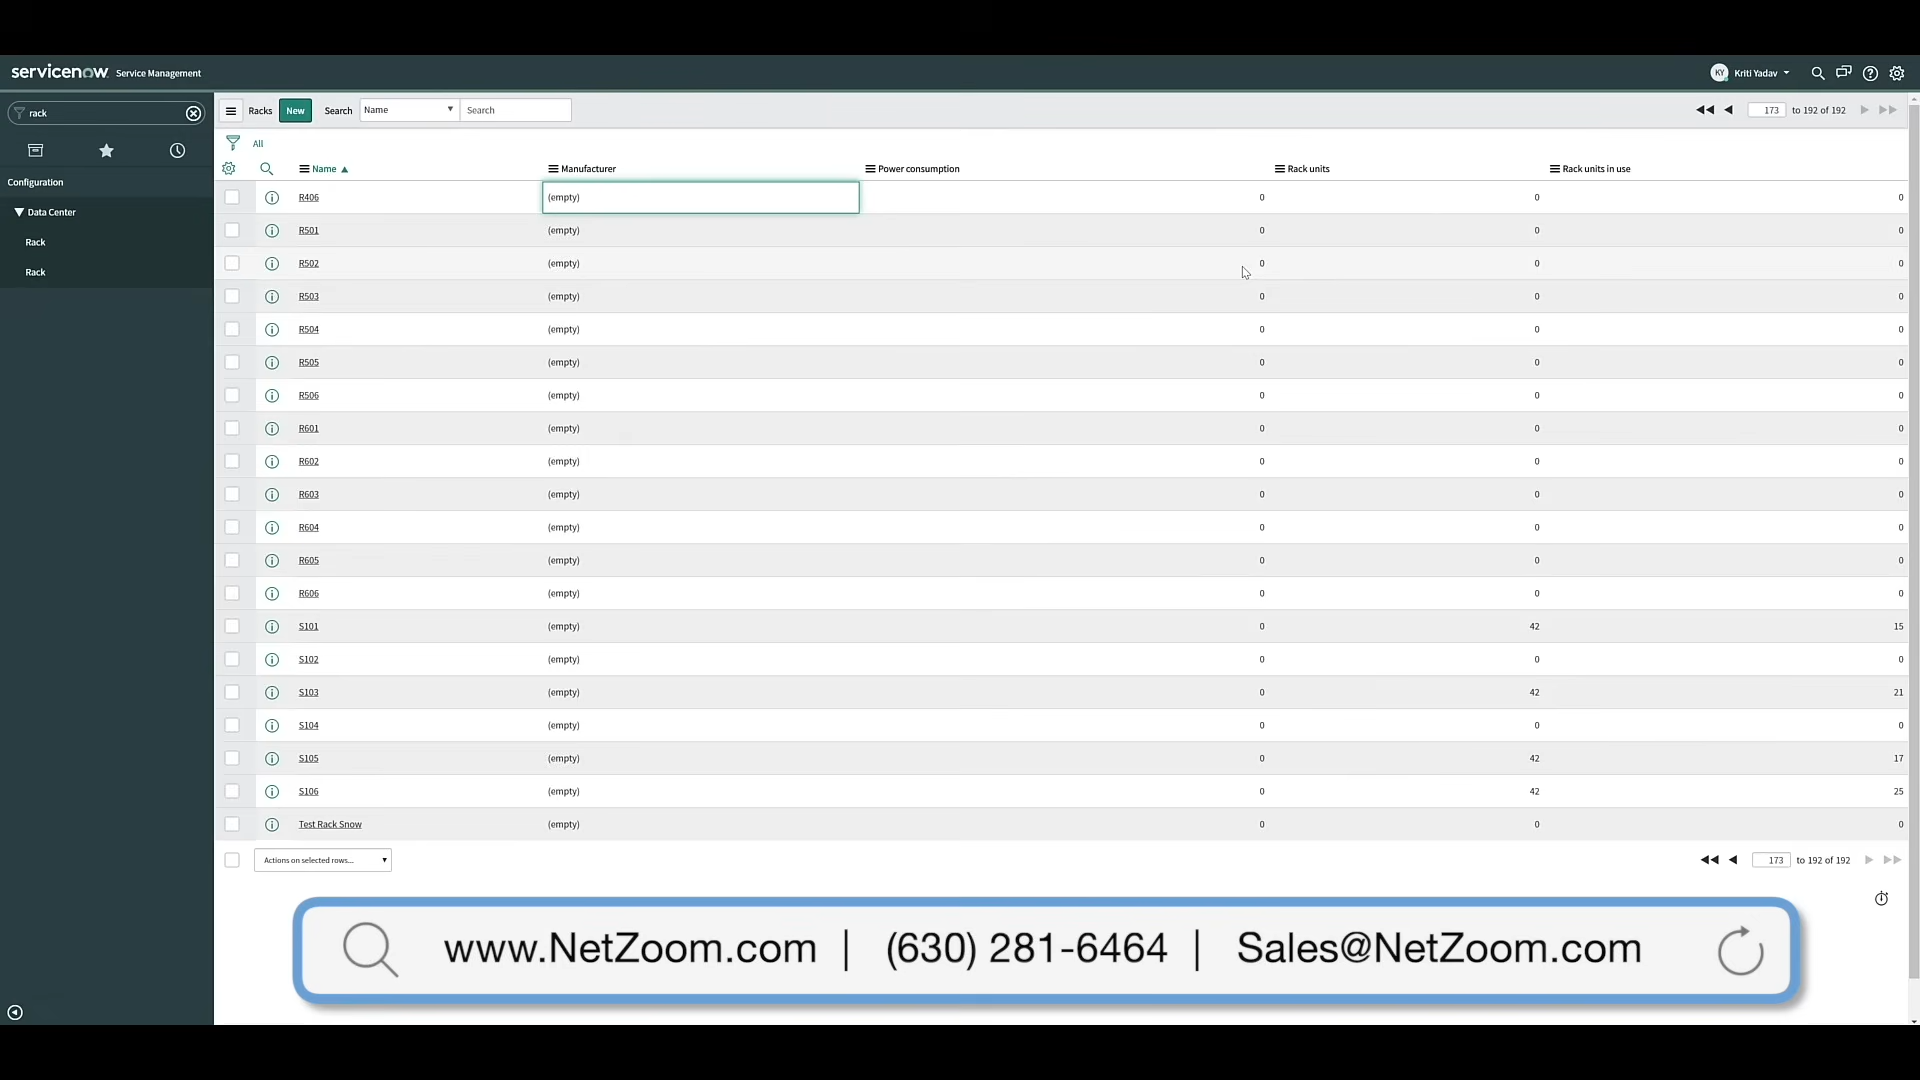 servicenow Service Management
KY Kriti Yadav
rack
Racks New Search Name Search
173 to 192 of 192
All
Configuration
Data Center
Rack
Rack
Name Manufacturer Power consumption Rack units Rack units in use
R406 (empty) 0 0 0
R501 (empty) 0 0 0
R502 (empty) 0 0 0
R503 (empty) 0 0 0
R504 (empty) 0 0 0
R505 (empty) 0 0 0
R506 (empty) 0 0 0
R601 (empty) 0 0 0
R602 (empty) 0 0 0
R603 (empty) 0 0 0
R604 (empty) 0 0 0
R605 (empty) 0 0 0
R606 (empty) 0 0 0
S101 (empty) 0 42 15
S102 (empty) 0 0 0
S103 (empty) 0 42 21
S104 (empty) 0 0 0
S105 (empty) 0 42 17
S106 (empty) 0 42 25
Test Rack Snow (empty) 0 0 0
Actions on selected rows... 173 to 192 of 192
www.NetZoom.com | (630) 281-6464 | Sales@NetZoom.com